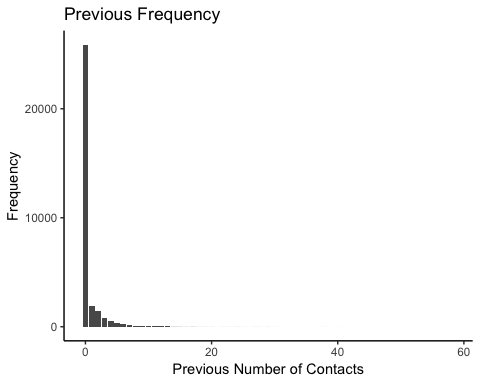 Previous Frequency
Frequency
20000
10000
0
0 20 40 60
Previous Number of Contacts